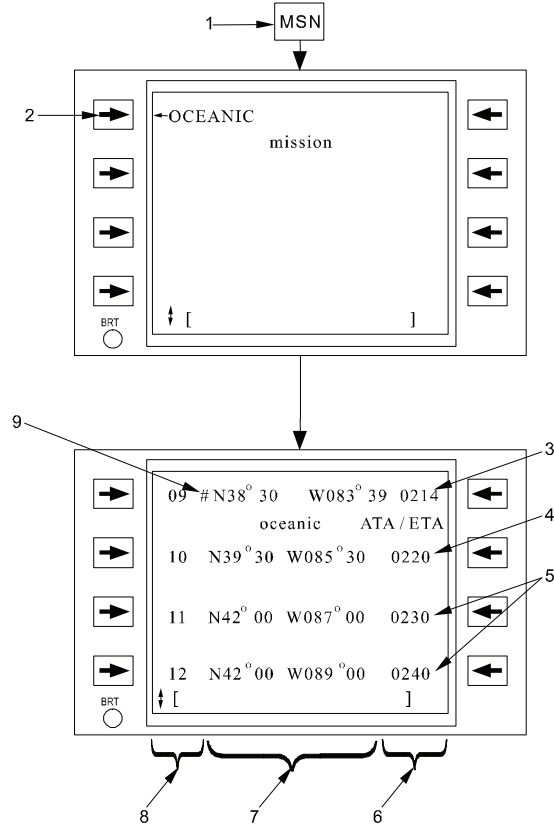 1 MSN
2 OCEANIC
mission
[ ]
BRT
9 3
09 #N38° 30 W083° 39 0214
oceanic ATA / ETA 4
10 N39°30 W085°30 0220
5
11 N42° 00 W087° 00 0230
12 N42°00 W089°00 0240
[ ]
BRT
8 7 6